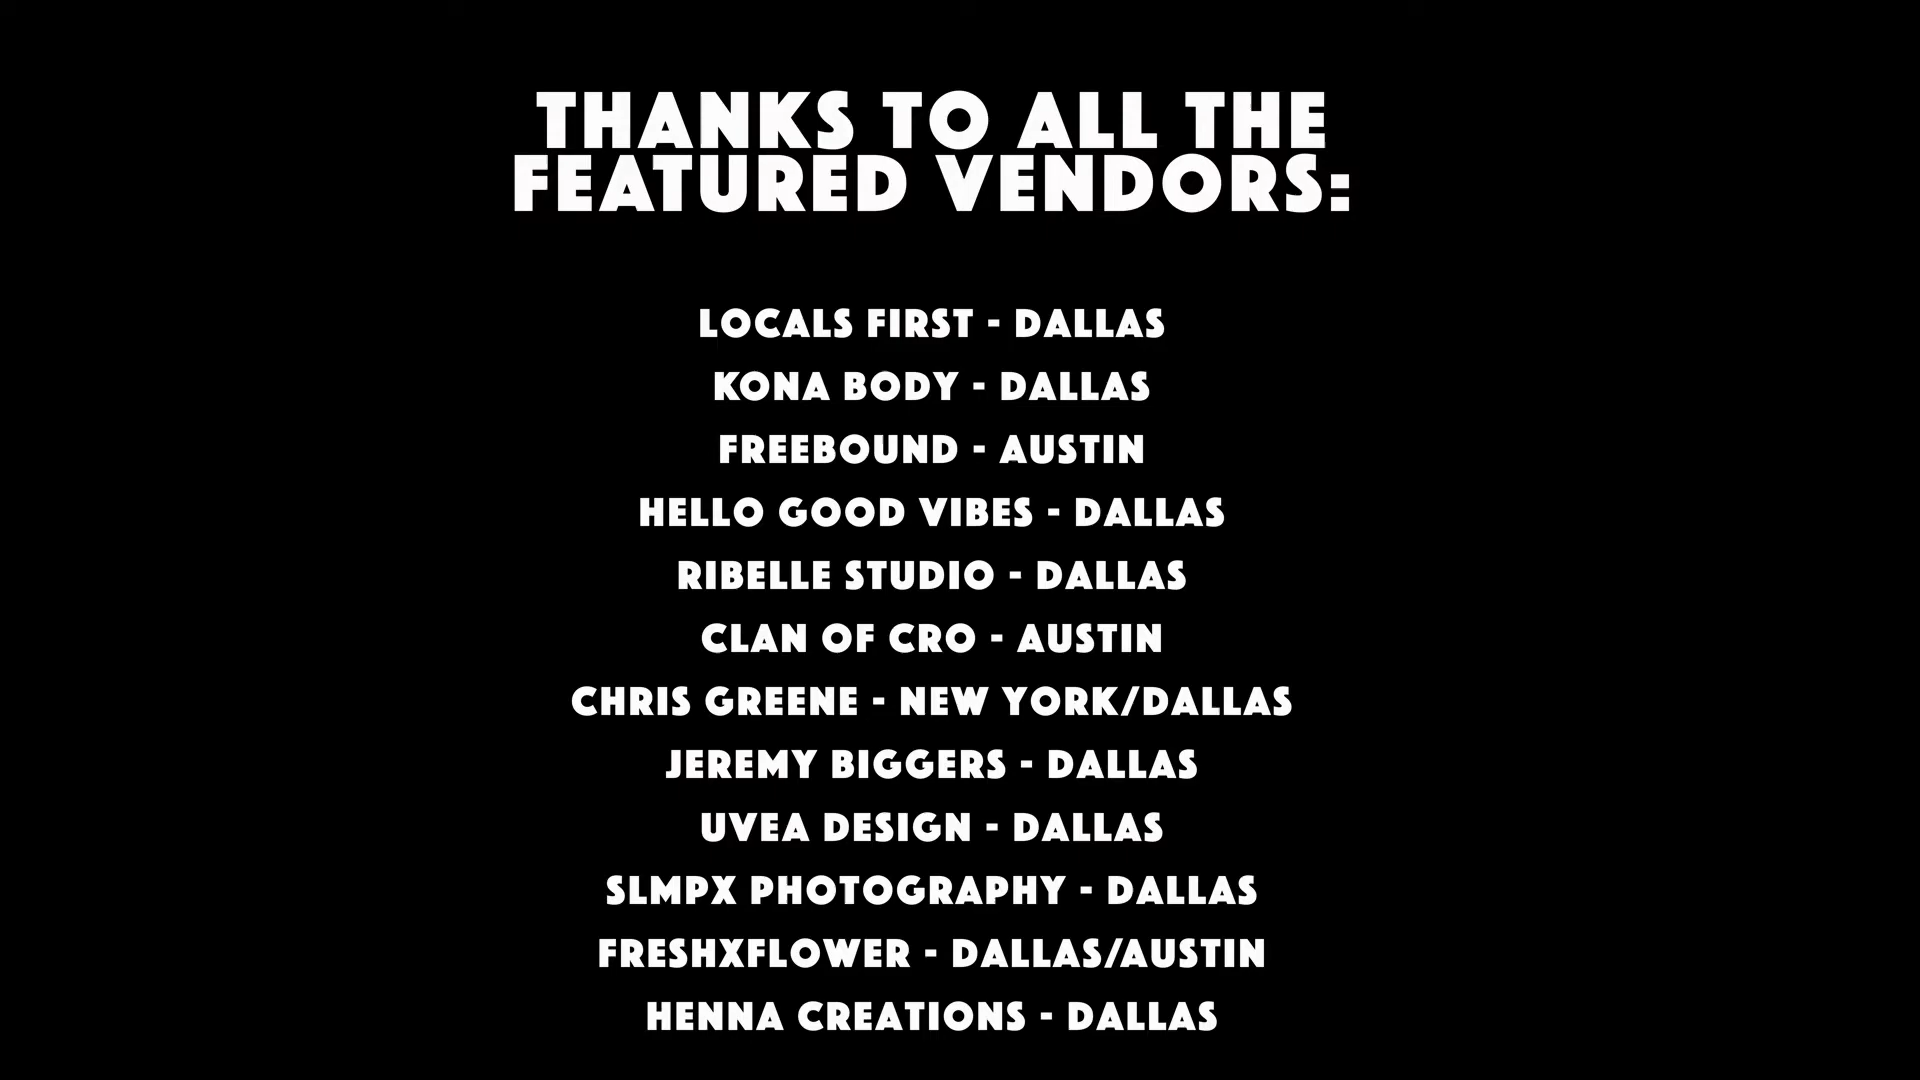 THANKS TO ALL THE
FEATURED VENDORS:
LOCALS FIRST - DALLAS
KONA BODY - DALLAS
FREEBOUND - AUSTIN
HELLO GOOD VIBES - DALLAS
RIBELLE STUDIO - DALLAS
CLAN OF CRO - AUSTIN
CHRIS GREENE - NEW YORK/DALLAS
JEREMY BIGGERS - DALLAS
UVEA DESIGN - DALLAS
SLMPX PHOTOGRAPHY - DALLAS
FRESHXFLOWER - DALLAS/AUSTIN
HENNA CREATIONS - DALLAS